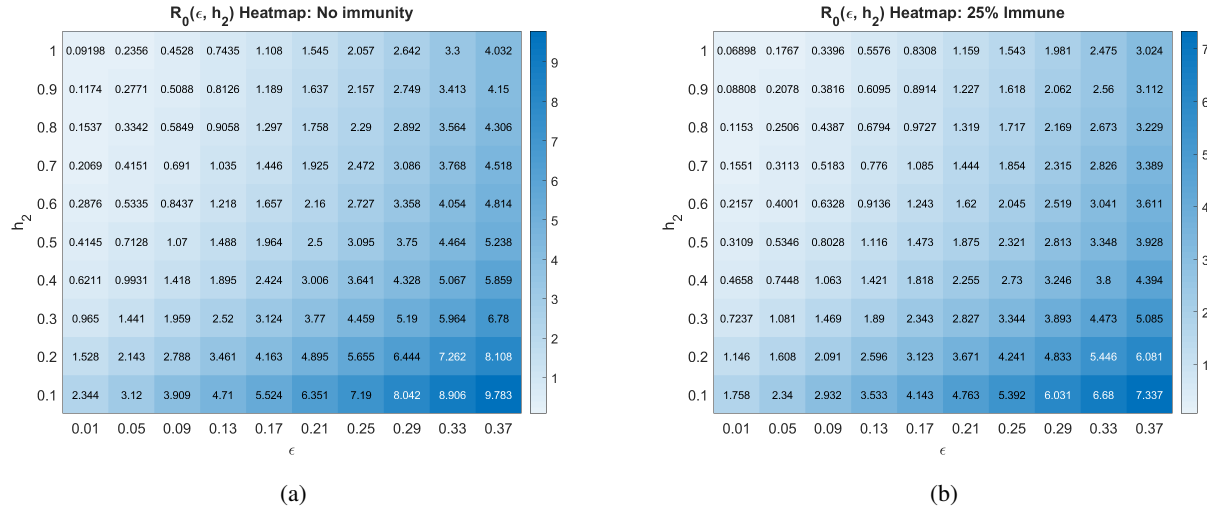 R0(ϵ, h2) Heatmap: No immunity
1 0.09198 0.2356 0.4528 0.7435 1.108 1.545 2.057 2.642 3.3 4.032
0.9 0.1174 0.2771 0.5088 0.8126 1.189 1.637 2.157 2.749 3.413 4.15
0.8 0.1537 0.3342 0.5849 0.9058 1.297 1.758 2.29 2.892 3.564 4.306
0.7 0.2069 0.4151 0.691 1.035 1.446 1.925 2.472 3.086 3.768 4.518
0.6 0.2876 0.5335 0.8437 1.218 1.657 2.16 2.727 3.358 4.054 4.814
0.5 0.4145 0.7128 1.07 1.488 1.964 2.5 3.095 3.75 4.464 5.238
0.4 0.6211 0.9931 1.418 1.895 2.424 3.006 3.641 4.328 5.067 5.859
0.3 0.965 1.441 1.959 2.52 3.124 3.77 4.459 5.19 5.964 6.78
0.2 1.528 2.143 2.788 3.461 4.163 4.895 5.655 6.444 7.262 8.108
0.1 2.344 3.12 3.909 4.71 5.524 6.351 7.19 8.042 8.906 9.783
0.01 0.05 0.09 0.13 0.17 0.21 0.25 0.29 0.33 0.37
h2
ϵ
9
8
7
6
5
4
3
2
1
(a)
R0(ϵ, h2) Heatmap: 25% Immune
1 0.06898 0.1767 0.3396 0.5576 0.8308 1.159 1.543 1.981 2.475 3.024
0.9 0.08808 0.2078 0.3816 0.6095 0.8914 1.227 1.618 2.062 2.56 3.112
0.8 0.1153 0.2506 0.4387 0.6794 0.9727 1.319 1.717 2.169 2.673 3.229
0.7 0.1551 0.3113 0.5183 0.776 1.085 1.444 1.854 2.315 2.826 3.389
0.6 0.2157 0.4001 0.6328 0.9136 1.243 1.62 2.045 2.519 3.041 3.611
0.5 0.3109 0.5346 0.8028 1.116 1.473 1.875 2.321 2.813 3.348 3.928
0.4 0.4658 0.7448 1.063 1.421 1.818 2.255 2.73 3.246 3.8 4.394
0.3 0.7237 1.081 1.469 1.89 2.343 2.827 3.344 3.893 4.473 5.085
0.2 1.146 1.608 2.091 2.596 3.123 3.671 4.241 4.833 5.446 6.081
0.1 1.758 2.34 2.932 3.533 4.143 4.763 5.392 6.031 6.68 7.337
0.01 0.05 0.09 0.13 0.17 0.21 0.25 0.29 0.33 0.37
h2
ϵ
7
6
5
4
3
2
1
(b)